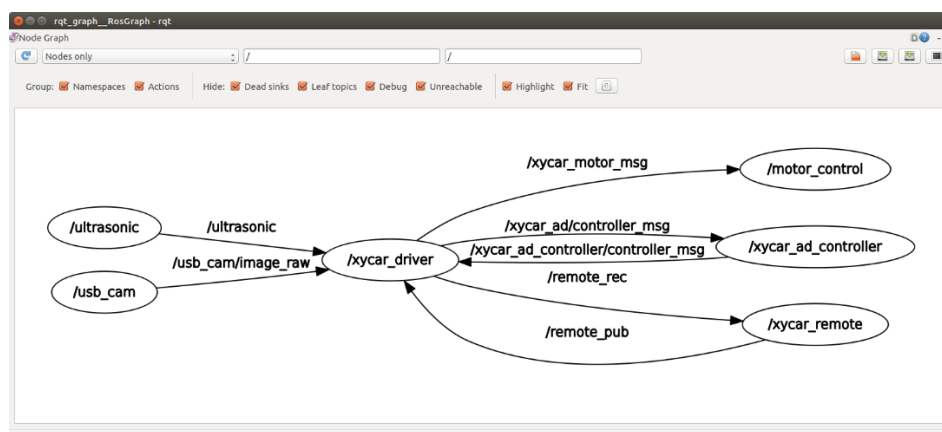 rqt_graph__RosGraph - rqt
Node Graph
D
-
Nodes only
/
/
Group: Namespaces Actions Hide: Dead sinks Leaf topics Debug Unreachable Highlight Fit
/xycar_motor_msg
/motor_control
/ultrasonic
/ultrasonic
/xycar_ad/controller_msg
/xycar_ad_controller/controller_msg
/xycar_ad_controller
/usb_cam/image_raw
/xycar_driver
/usb_cam
/remote_rec
/remote_pub
/xycar_remote